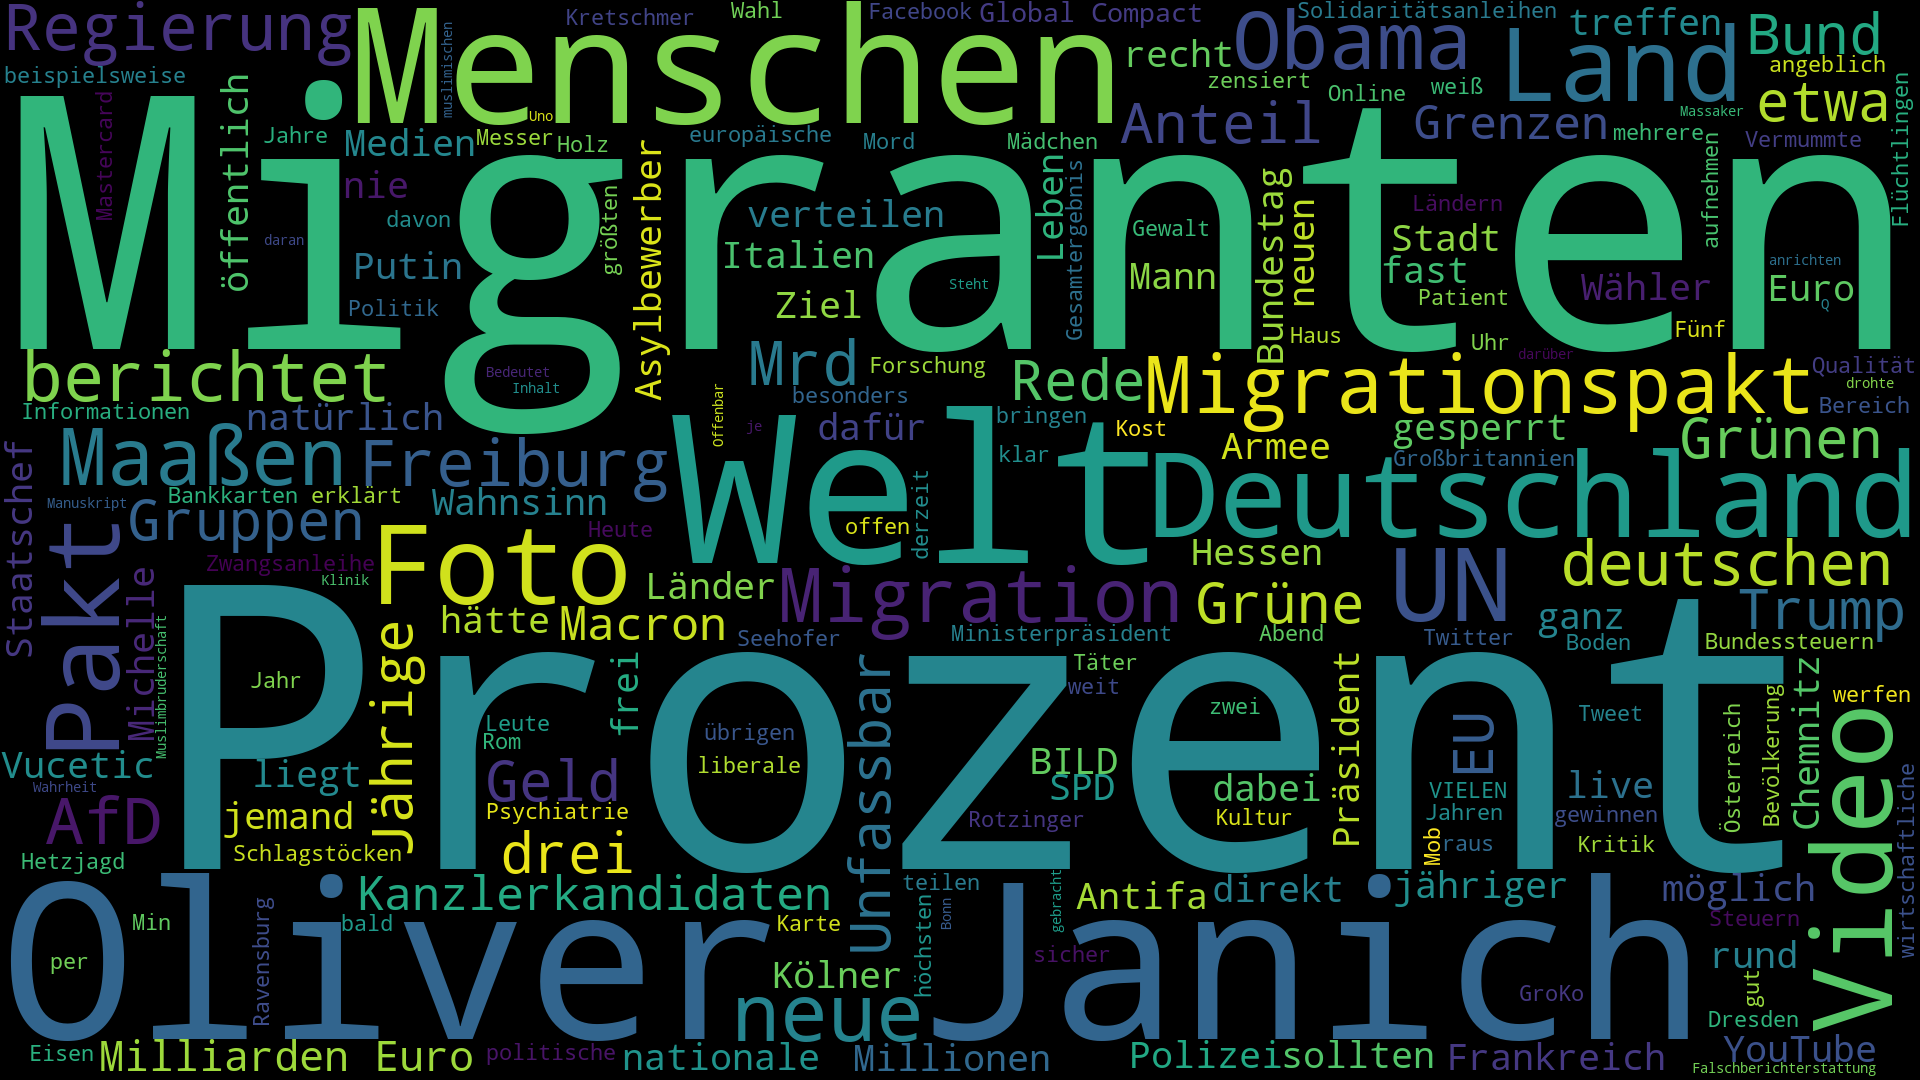 Regierung
Menschen
Kretschmer
Wahl
Facebook
Global Compact
Solidaritätsanleihen
Obama
recht
treffen
Land
Bund
beispielsweise
muslimischen
zensiert
Online
weiß
angeblich
etwa
Massaker
Flüchtlingen
öffentlich
Mastercard
Jahre
Medien
Messer
Uno
Holz
europäische
Mord
Mädchen
Anteil
Grenzen
mehrere
Vermummte
Migranten
nie
davon
daran
Putin
Politik
größten
Asylbewerber
verteilen
Italien
Ziel
Steht
Leben
Gesamtergebnis
Gewalt
Mann
Bundestag
neuen
Ländern
Stadt
fast
Patient
Wähler
aufnehmen
anrichten
Euro
Q
Haus
Uhr
Fünf
berichtet
Bedeutet
Inhalt
Mrd
Forschung
darüber
Rede
Migrationspakt
Qualität
drohte
Informationen
natürlich
Offenbar
besonders
je
dafür
bringen
Kost
Bereich
Maaßen
Freiburg
Welt
klar
Armee
gesperrt
Großbritannien
Grünen
Deutschland
Staatschef
Manuskript
Bankkarten
erklärt
Wahnsinn
Gruppen
Heute
offen
derzeit
Pakt
Zwangsanleihe
Klinik
Foto
Länder
Migration
Hessen
Grüne
UN
deutschen
Michelle
Muslimbruderschaft
Jährige
hätte
Macron
Seehofer
Ministerpräsident
Abend
Twitter
ganz
Boden
Trump
Bundessteuern
Jahr
Prozent
Leute
Rom
frei
übrigen
liberale
Unfassbar
Täter
weit
zwei
Präsident
EU
Tweet
Österreich
Bevölkerung
Chemnitz
werfen
Video
Vucetic
Wahrheit
liegt
Geld
BILD
SPD
dabei
VIELEN
live
wirtschaftliche
AfD
jemand
Psychiatrie
Rotzinger
Kultur
Jahren
gewinnen
Hetzjagd
Schlagstöcken
drei
Mob
raus
Kritik
Oliver Janich
Kanzlerkandidaten
teilen
gebracht
Antifa
direkt
jähriger
möglich
Min
Ravensburg
bald
Karte
höchsten
Bonn
Steuern
per
Kölner
sicher
rund
neue
GroKo
gut
Dresden
Eisen
Milliarden Euro
politische
nationale
Millionen
Polizei
sollten
Frankreich
YouTube
Falschberichterstattung